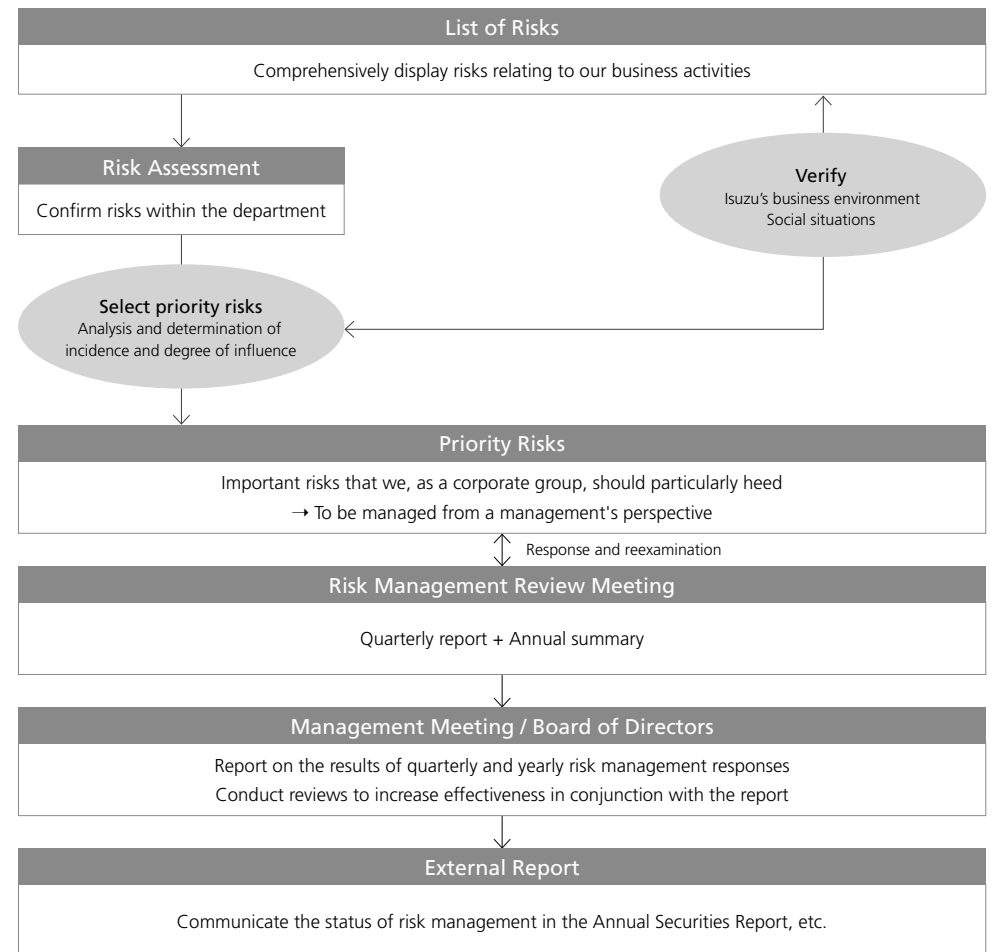 List of Risks
Comprehensively display risks relating to our business activities
Risk Assessment
Confirm risks within the department
Verify
Isuzu's business environment
Social situations
Select priority risks
Analysis and determination of
incidence and degree of influence
Priority Risks
Important risks that we, as a corporate group, should particularly heed
→ To be managed from a management's perspective
Response and reexamination
Risk Management Review Meeting
Quarterly report + Annual summary
Management Meeting / Board of Directors
Report on the results of quarterly and yearly risk management responses
Conduct reviews to increase effectiveness in conjunction with the report
External Report
Communicate the status of risk management in the Annual Securities Report, etc.